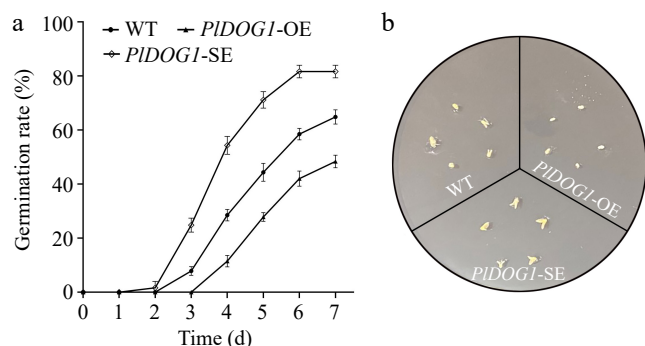 a
WT
PlDOG1-OE
PlDOG1-SE
Germination rate (%)
100
80
60
40
20
0
0 1 2 3 4 5 6 7
Time (d)
b
WT
PlDOG1-OE
PlDOG1-SE